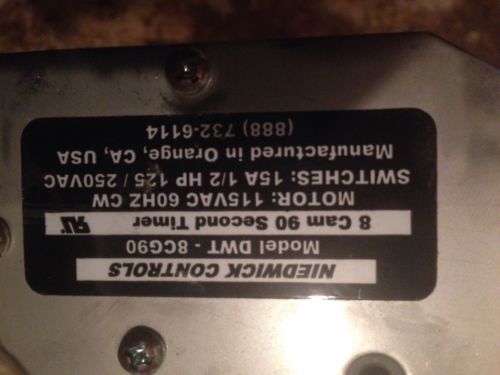 NIEDWICK CONTROLS
Model DWT - 8CG90
8 Cam 90 Second Timer
MOTOR: 115VAC 60HZ CW
SWITCHES: 15A 1/2 HP 125 / 250VAC
Manufactured in Orange, CA, USA
(888) 732-6114